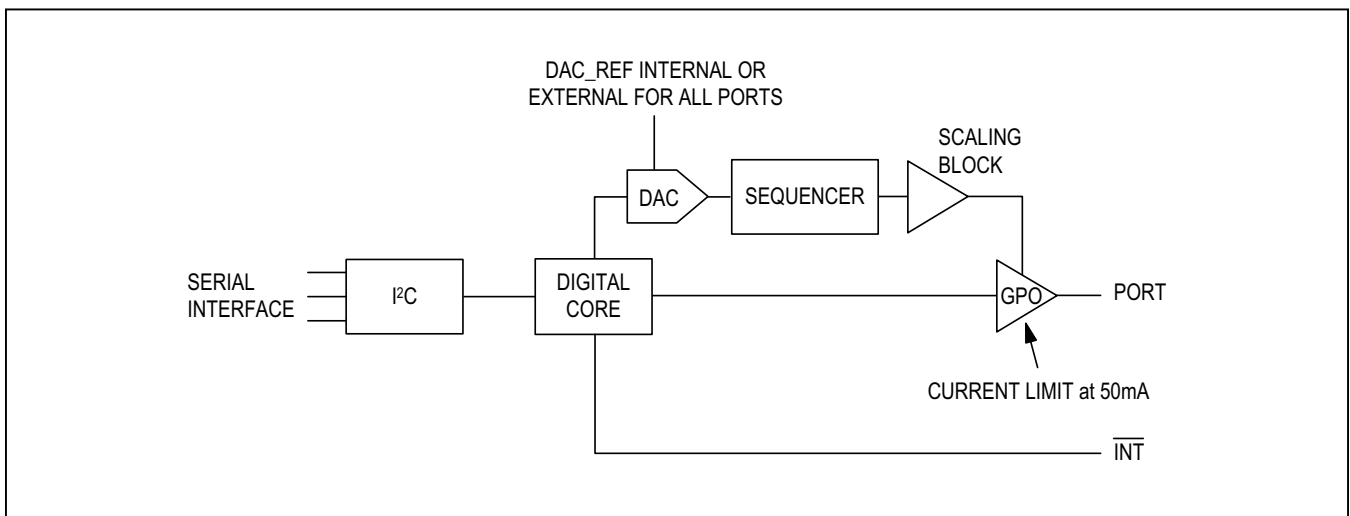 DAC_REF INTERNAL OR
EXTERNAL FOR ALL PORTS
SCALING
BLOCK
DAC
SEQUENCER
SERIAL
INTERFACE
I²C
DIGITAL
CORE
GPO
PORT
CURRENT LIMIT at 50mA
I̅N̅T̅